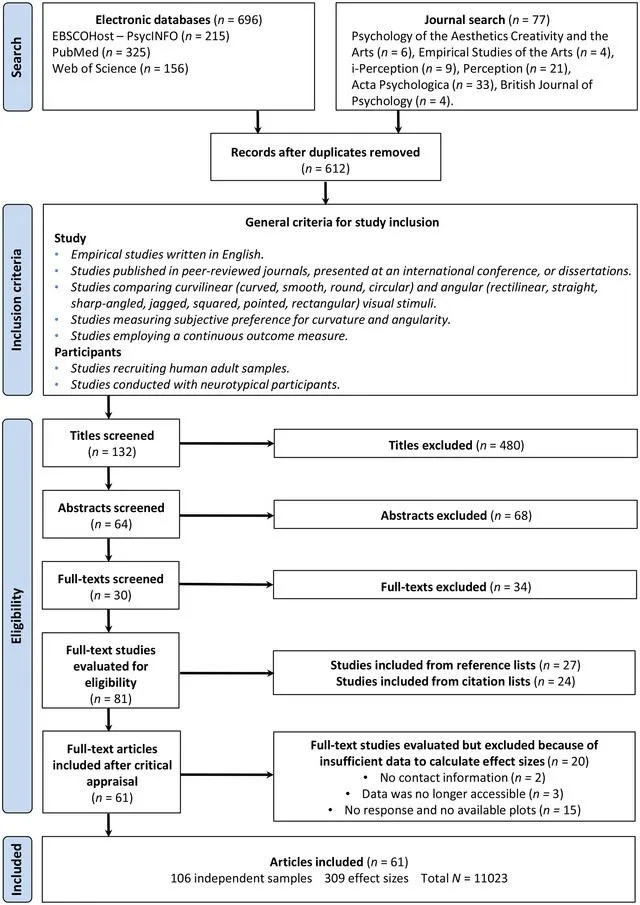 Search
Electronic databases (n = 696)
EBSCOHost – PsycINFO (n = 215)
PubMed (n = 325)
Web of Science (n = 156)
Journal search (n = 77)
Psychology of the Aesthetics Creativity and the
Arts (n = 6), Empirical Studies of the Arts (n = 4),
i-Perception (n = 9), Perception (n = 21),
Acta Psychologica (n = 33), British Journal of
Psychology (n = 4).
Records after duplicates removed
(n = 612)
Inclusion criteria
General criteria for study inclusion
Study
• Empirical studies written in English.
• Studies published in peer-reviewed journals, presented at an international conference, or dissertations.
• Studies comparing curvilinear (curved, smooth, round, circular) and angular (rectilinear, straight,
sharp-angled, jagged, squared, pointed, rectangular) visual stimuli.
• Studies measuring subjective preference for curvature and angularity.
• Studies employing a continuous outcome measure.
Participants
• Studies recruiting human adult samples.
• Studies conducted with neurotypical participants.
Eligibility
Titles screened
(n = 132)
Titles excluded (n = 480)
Abstracts screened
(n = 64)
Abstracts excluded (n = 68)
Full-texts screened
(n = 30)
Full-texts excluded (n = 34)
Full-text studies
evaluated for
eligibility
(n = 81)
Studies included from reference lists (n = 27)
Studies included from citation lists (n = 24)
Full-text articles
included after critical
appraisal
(n = 61)
Full-text studies evaluated but excluded because of
insufficient data to calculate effect sizes (n = 20)
• No contact information (n = 2)
• Data was no longer accessible (n = 3)
• No response and no available plots (n = 15)
Included
Articles included (n = 61)
106 independent samples 309 effect sizes Total N = 11023